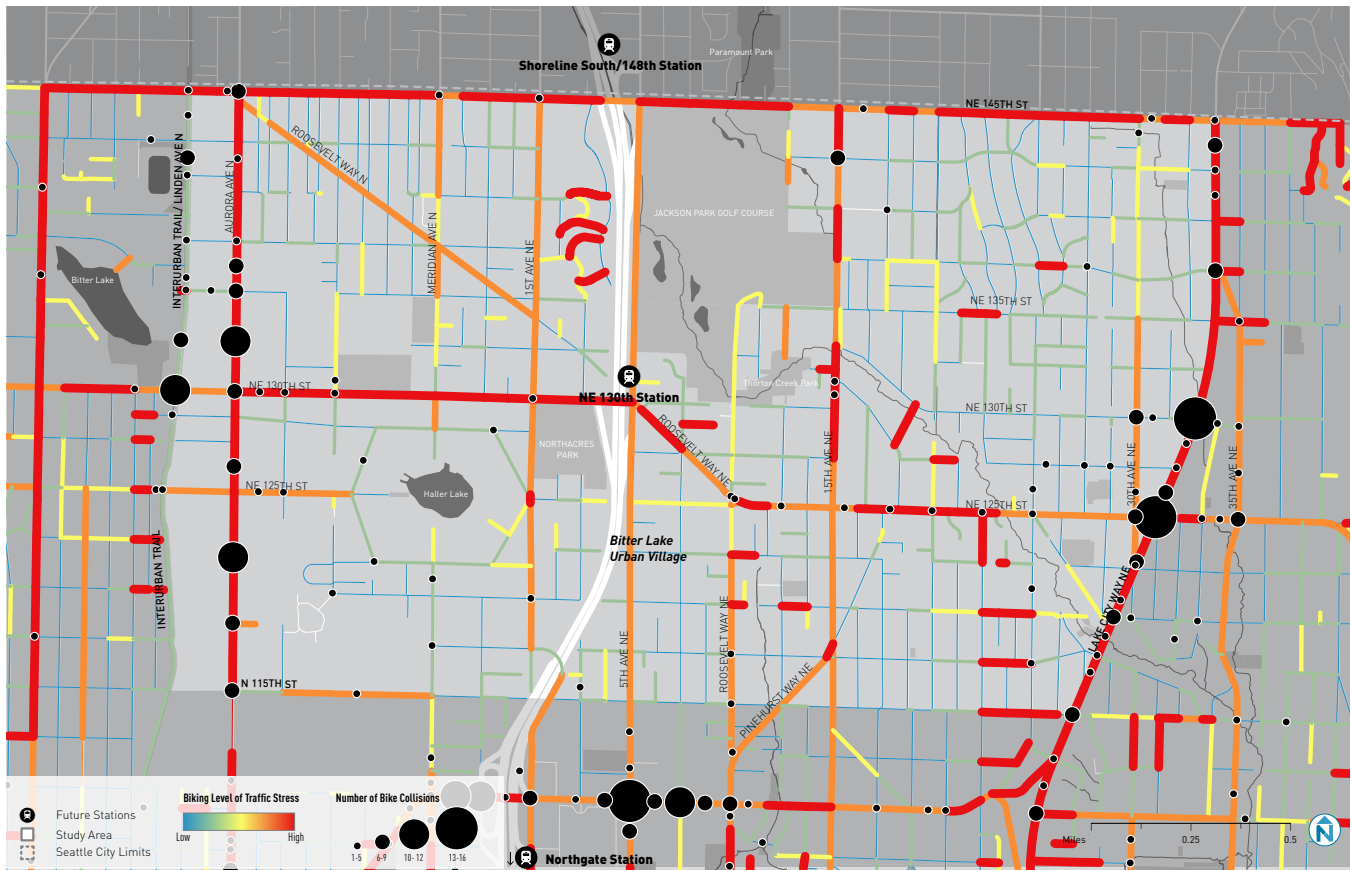 Paramount Park
Shoreline South/148th Station
NE 145TH ST
ROOSEVELT WAY N
INTERURBAN TRAIL/ LINDEN AVE N
AURORA AVE N
MERIDIAN AVE N
1ST AVE NE
JACKSON PARK GOLF COURSE
Bitter Lake
NE 135TH ST
NE 130TH ST
NE 130th Station
Thorton Creek Park
NE 130TH ST
ROOSEVELT WAY NE
NORTHACRES
PARK
15TH AVE NE
30TH AVE NE
35TH AVE NE
NE 125TH ST
Haller Lake
NE 125TH ST
INTERURBAN TRAIL
Bitter Lake
Urban Village
LAKE CITY WAY NE
5TH AVE NE
ROOSEVELT WAY NE
PINEHURST WAY NE
N 115TH ST
Biking Level of Traffic Stress
Low
High
Number of Bike Collisions
1-5
6-9
10- 12
13-16
Future Stations
Study Area
Seattle City Limits
Northgate Station
Miles
0.25
0.5
N